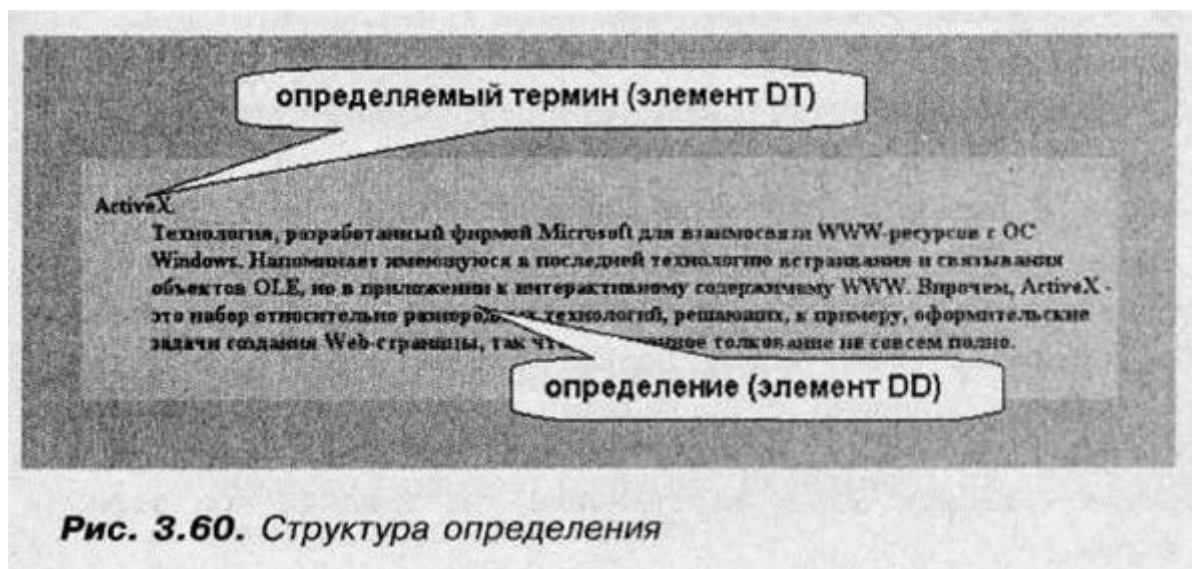 определяемый термин (элемент DT)
ActiveX.
Технология, разработанный фирмой Microsoft для взаимосвязи WWW-ресурсов с ОС
Windows. Напоминает имеющуюся в последней технологию встраивания и связывания
объектов OLE, но в приложении к интерактивному содержимому WWW. Впрочем, ActiveX -
это набор относительно технологий, решающих, к примеру, оформительские
задачи создания Web-страницы, так толкование не совсем полно.
определение (элемент DD)
Рис. 3.60. Структура определения